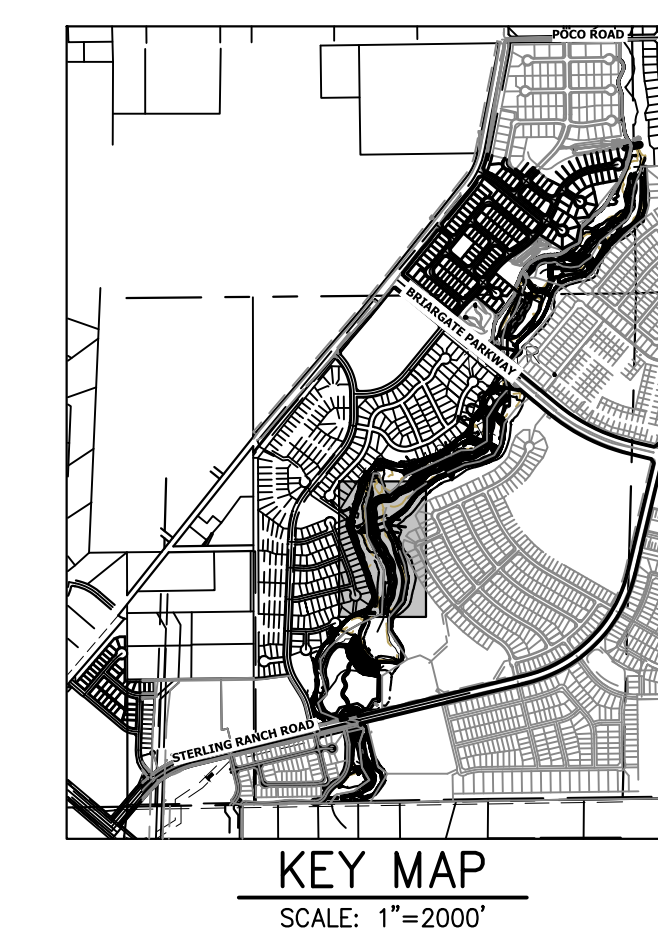 POCO ROAD
BRIARGATE PARKWAY
STERLING RANCH ROAD
KEY MAP
SCALE: 1"=2000'